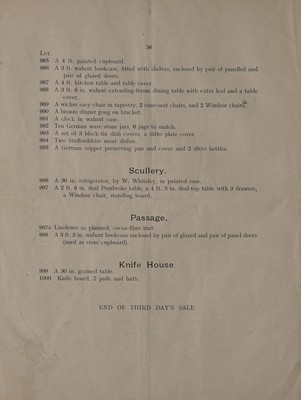 36
Lot.
985 A 4 ft. painted cupboard.
986 A 3 ft. walnut bookcase, fitted with shelves, enclosed by pair of panelled and
pair of glazed doors.
987 A 4 ft. kitchen table and table cover
988 A 3 ft. 6 in. walnut extending-frame dining table with extra leaf and a table
cover.
989 A wicker easy chair in tapestry, 2 cane-seat chairs, and 2 Windsor chairs.
990 A bronze dinner gong on bracket.
991 A clock in walnut case.
992 Ten German ware store jars, 6 jugs to match.
993 A set of 3 block-tin dish covers, a ditto plate cover.
994 Two Staffordshire meat dishes.
995 A German copper preserving pan and cover and 2 ditto kettles.
Scullery.
996 A 36 in. refrigerator, by W. Whiteley, in painted case.
997 A 2 ft. 8 in. deal Pembroke table, a 4 ft. 3 in. deal-top table with 3 drawers,
a Windsor chair, standing board.
Passage.
997a Linoleum as planned, cocoa-fibre mat
998 A 3 ft. 3 in. walnut bookcase enclosed by pair of glazed and pair of panel doors
(used as store cupboard).
Knife House.
999 A 30 in. grained table.
1000 Knife board, 2 pails and bath.
END OF THIRD DAY'S SALE